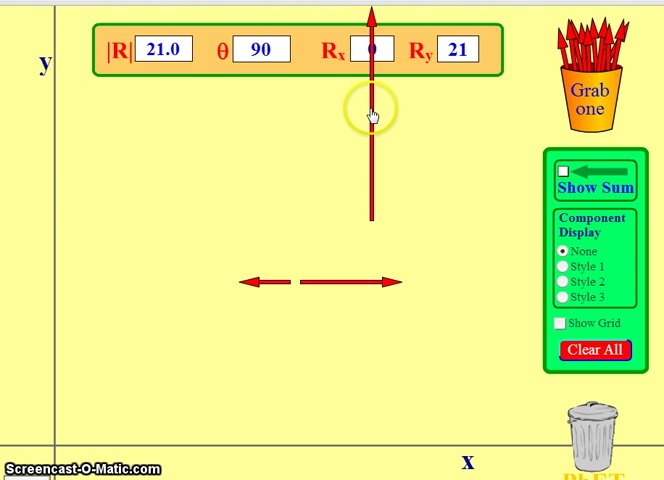 |R| 21.0 θ 90 Rx 0 Ry 21
y
Grab
one
Show Sum
Component
Display
None
Style 1
Style 2
Style 3
Show Grid
Clear All
x
Screencast-O-Matic.com
PhET